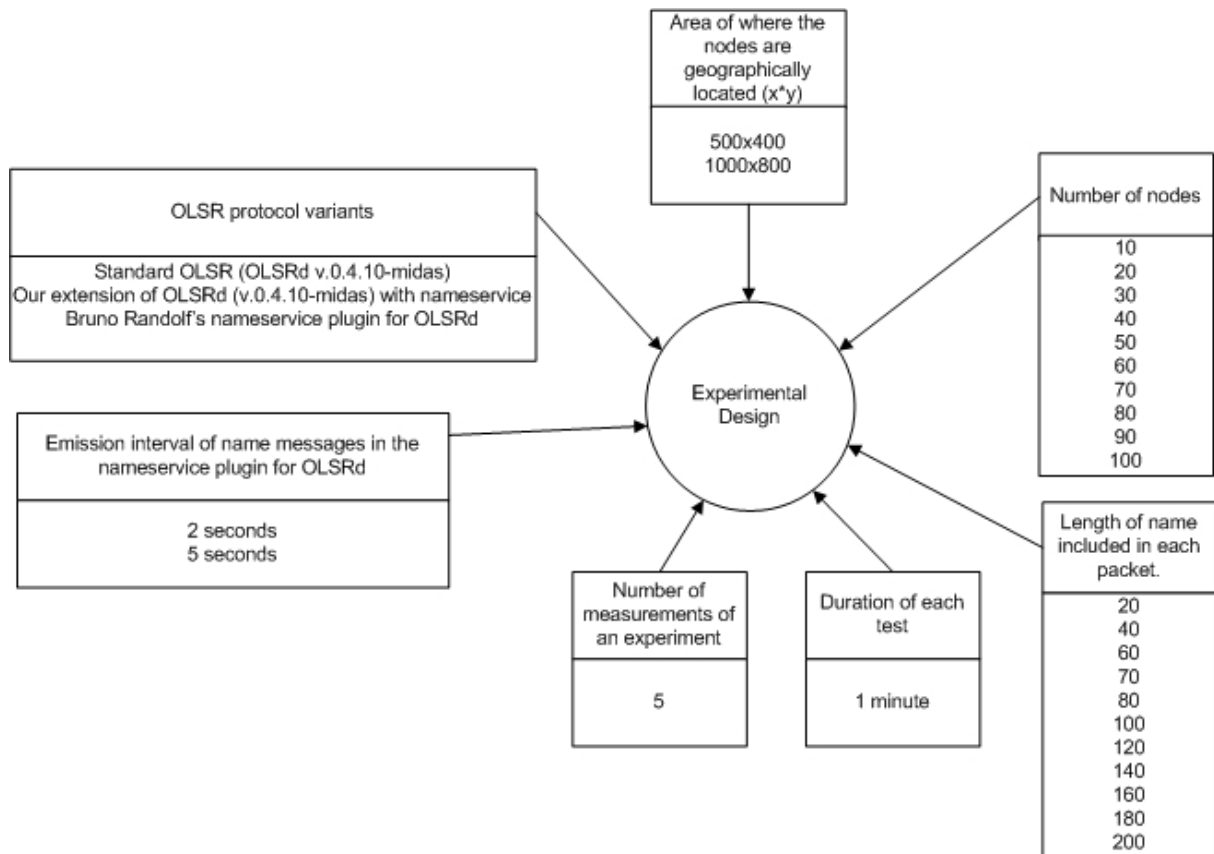 Area of where the
nodes are
geographically
located (x*y)
500x400
1000x800
OLSR protocol variants
Standard OLSR (OLSRd v.0.4.10-midas)
Our extension of OLSRd (v.0.4.10-midas) with nameservice
Bruno Randolf's nameservice plugin for OLSRd
Number of nodes
10
20
30
40
50
60
70
80
90
100
Experimental
Design
Emission interval of name messages in the
nameservice plugin for OLSRd
2 seconds
5 seconds
Number of
measurements of
an experiment
5
Duration of each
test
1 minute
Length of name
included in each
packet.
20
40
60
70
80
100
120
140
160
180
200